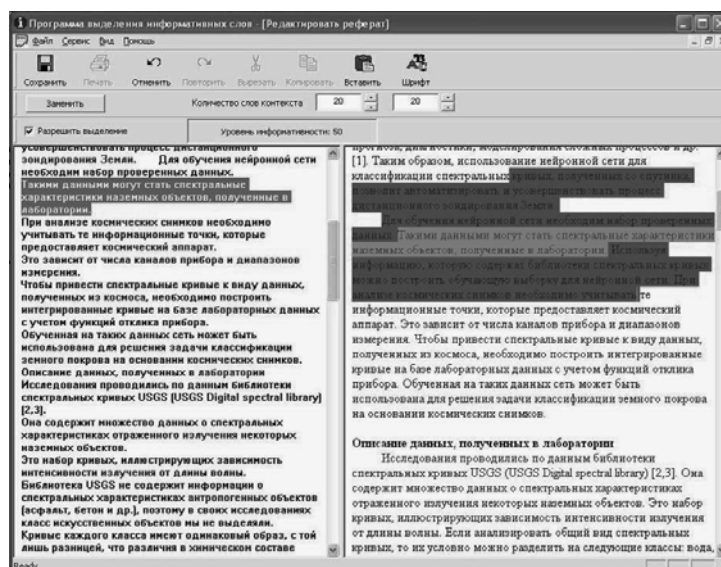 Программа выделения информативных слов - [Редактировать реферат]
Файл Сервис Вид Помощь
Сохранить Печать Отменить Повторить Вырезать Копировать Вставить Шрифт
Заменить Количество слов контекста 20 20
Разрешить выделение Уровень информативности: 50
усовершенствовать процесс дистанционного
зондирования Земли. Для обучения нейронной сети
необходим набор проверенных данных.
Такими данными могут стать спектральные
характеристики наземных объектов, полученные в
лаборатории.
При анализе космических снимков необходимо
учитывать те информационные точки, которые
предоставляет космический аппарат.
Это зависит от числа каналов прибора и диапазонов
измерения.
Чтобы привести спектральные кривые к виду данных,
полученных из космоса, необходимо построить
интегрированные кривые на базе лабораторных данных
с учетом функций отклика прибора.
Обученная на таких данных сеть может быть
использована для решения задачи классификации
земного покрова на основании космических снимков.
Описание данных, полученных в лаборатории
Исследования проводились по данным библиотеки
спектральных кривых USGS (USGS Digital spectral library)
[2,3].
Она содержит множество данных о спектральных
характеристиках отраженного излучения некоторых
наземных объектов.
Это набор кривых, иллюстрирующих зависимость
интенсивности излучения от длины волны.
Библиотека USGS не содержит информации о
спектральных характеристиках антропогенных объектов
(асфальт, бетон и др.), поэтому в своих исследованиях
класс искусственных объектов мы не выделяли.
Кривые каждого класса имеют одинаковый образ, с той
лишь разницей, что различия в химическом составе
прогноза, диагностики, моделирования сложных процессов и др.
[1]. Таким образом, использование нейронной сети для
классификации спектральных кривых, полученных со спутника,
позволит автоматизировать и усовершенствовать процесс
дистанционного зондирования Земли.
Для обучения нейронной сети необходим набор проверенных
данных. Такими данными могут стать спектральные характеристики
наземных объектов, полученные в лаборатории. Используя
информацию, которую содержат библиотеки спектральных кривых,
можно построить обучающую выборку для нейронной сети. При
анализе космических снимков необходимо учитывать те
информационные точки, которые предоставляет космический
аппарат. Это зависит от числа каналов прибора и диапазонов
измерения. Чтобы привести спектральные кривые к виду данных,
полученных из космоса, необходимо построить интегрированные
кривые на базе лабораторных данных с учетом функций отклика
прибора. Обученная на таких данных сеть может быть
использована для решения задачи классификации земного покрова
на основании космических снимков.
Описание данных, полученных в лаборатории
Исследования проводились по данным библиотеки
спектральных кривых USGS (USGS Digital spectral library) [2,3]. Она
содержит множество данных о спектральных характеристиках
отраженного излучения некоторых наземных объектов. Это набор
кривых, иллюстрирующих зависимость интенсивности излучения
от длины волны. Если анализировать общий вид спектральных
кривых, то их условно можно разделить на следующие классы: вода,
Ready